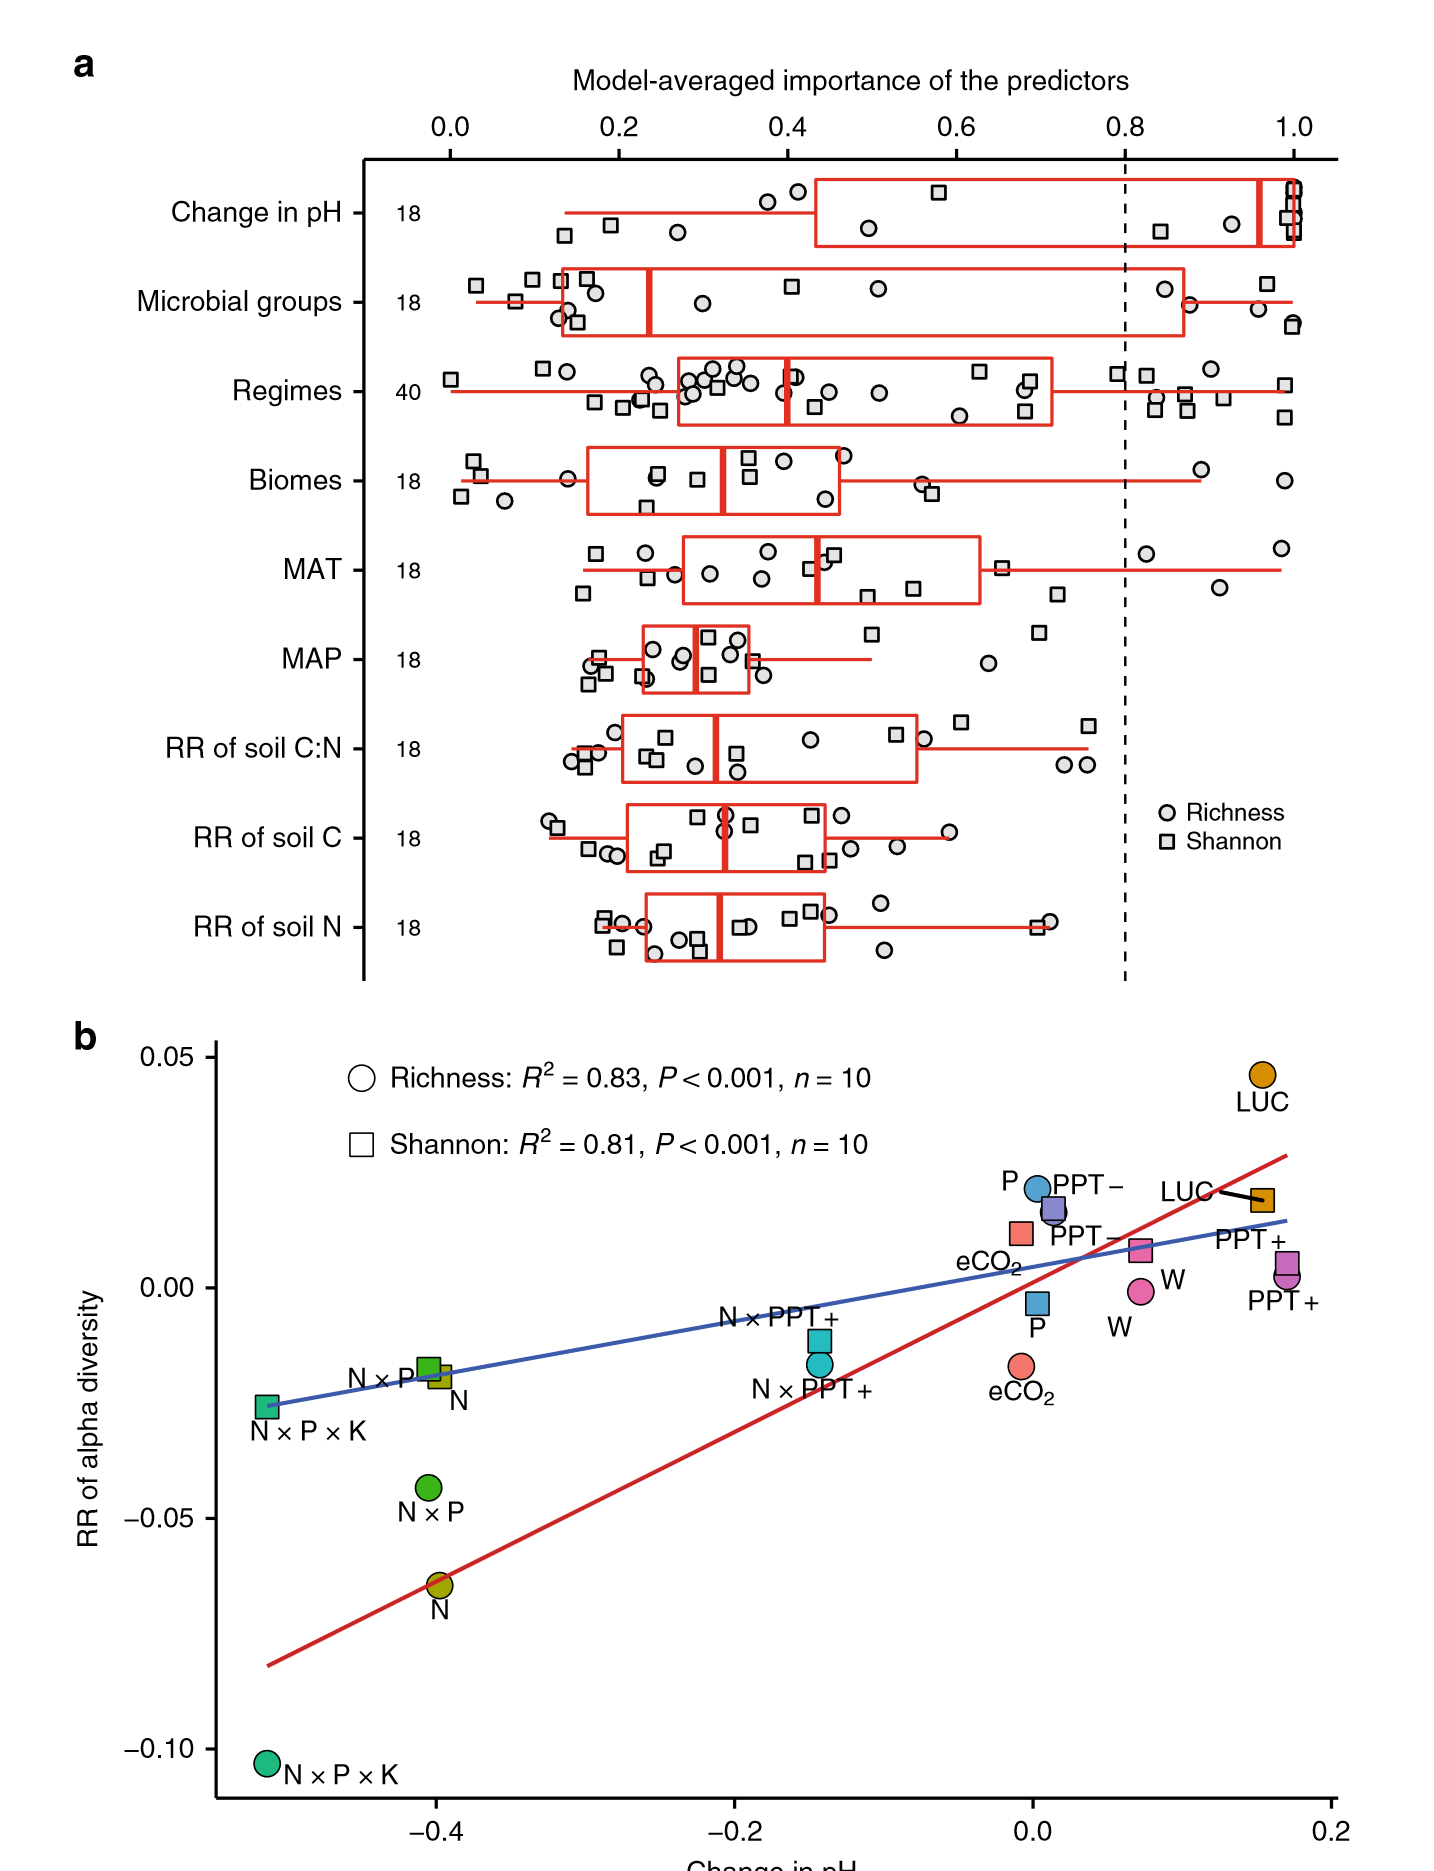 a
Model-averaged importance of the predictors
0.0 0.2 0.4 0.6 0.8 1.0
Change in pH 18
Microbial groups 18
Regimes 40
Biomes 18
MAT 18
MAP 18
RR of soil C:N 18
RR of soil C 18
RR of soil N 18
Richness
Shannon
b
RR of alpha diversity
0.05
0.00
−0.05
−0.10
Richness: R² = 0.83, P < 0.001, n = 10
Shannon: R² = 0.81, P < 0.001, n = 10
LUC
P PPT−
LUC
PPT−
PPT+
eCO₂
W
PPT+
N × PPT+
P
W
N × P
N × PPT+
eCO₂
N
N × P × K
N × P
N
N × P × K
−0.4 −0.2 0.0 0.2
Change in pH